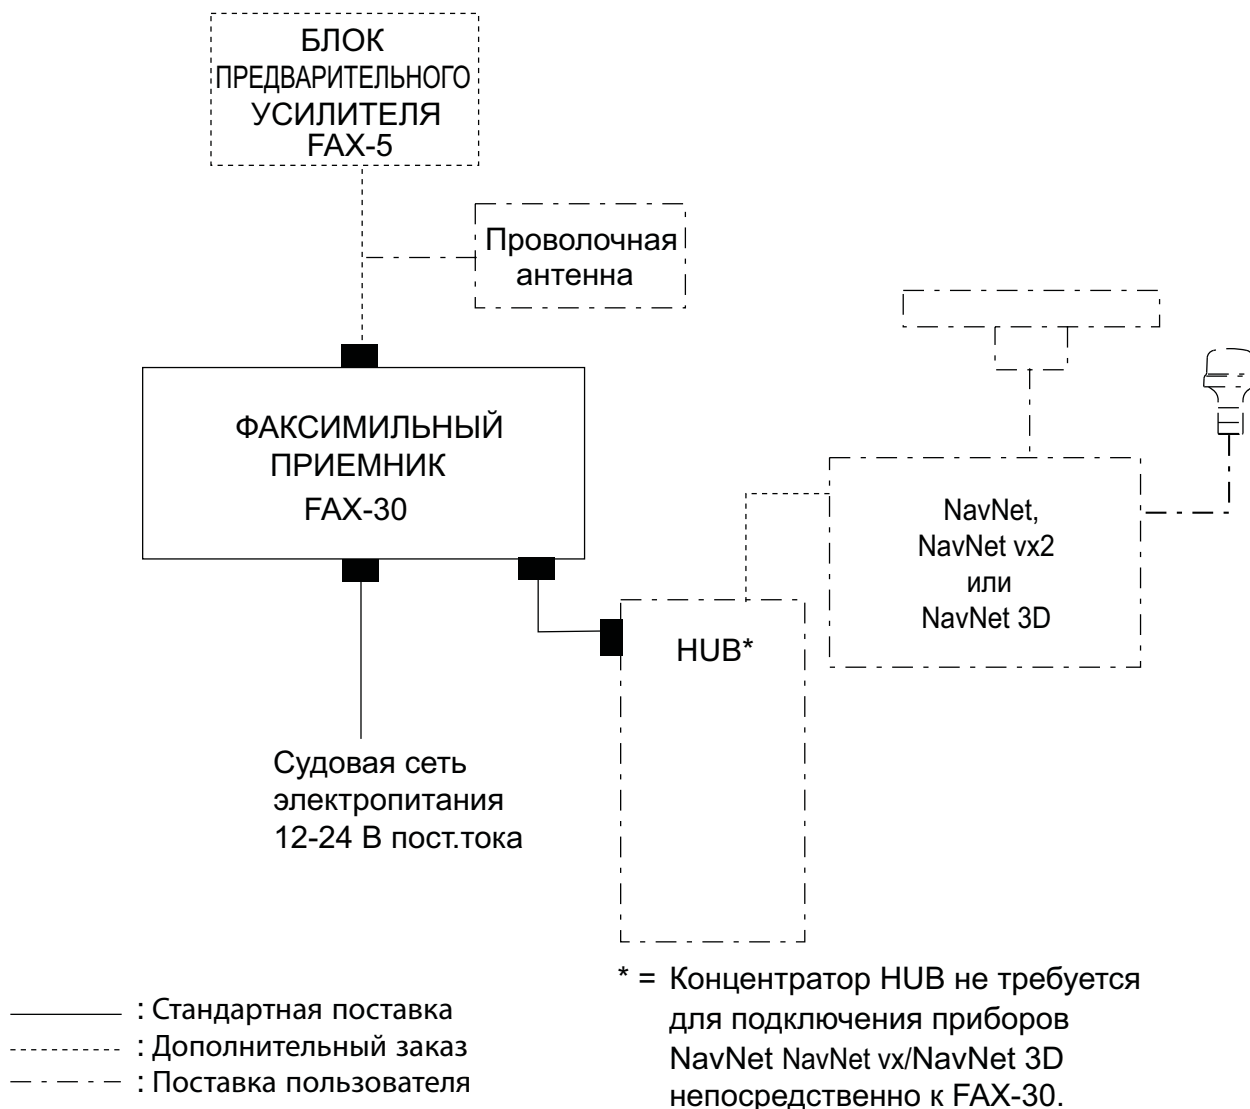 БЛОК
ПРЕДВАРИТЕЛЬНОГО
УСИЛИТЕЛЯ
FAX-5
Проволочная
антенна
ФАКСИМИЛЬНЫЙ
ПРИЕМНИК
FAX-30
NavNet,
NavNet vx2
или
NavNet 3D
HUB*
Судовая сеть
электропитания
12-24 В пост.тока
* = Концентратор HUB не требуется
для подключения приборов
NavNet NavNet vx/NavNet 3D
непосредственно к FAX-30.
: Стандартная поставка
: Дополнительный заказ
: Поставка пользователя